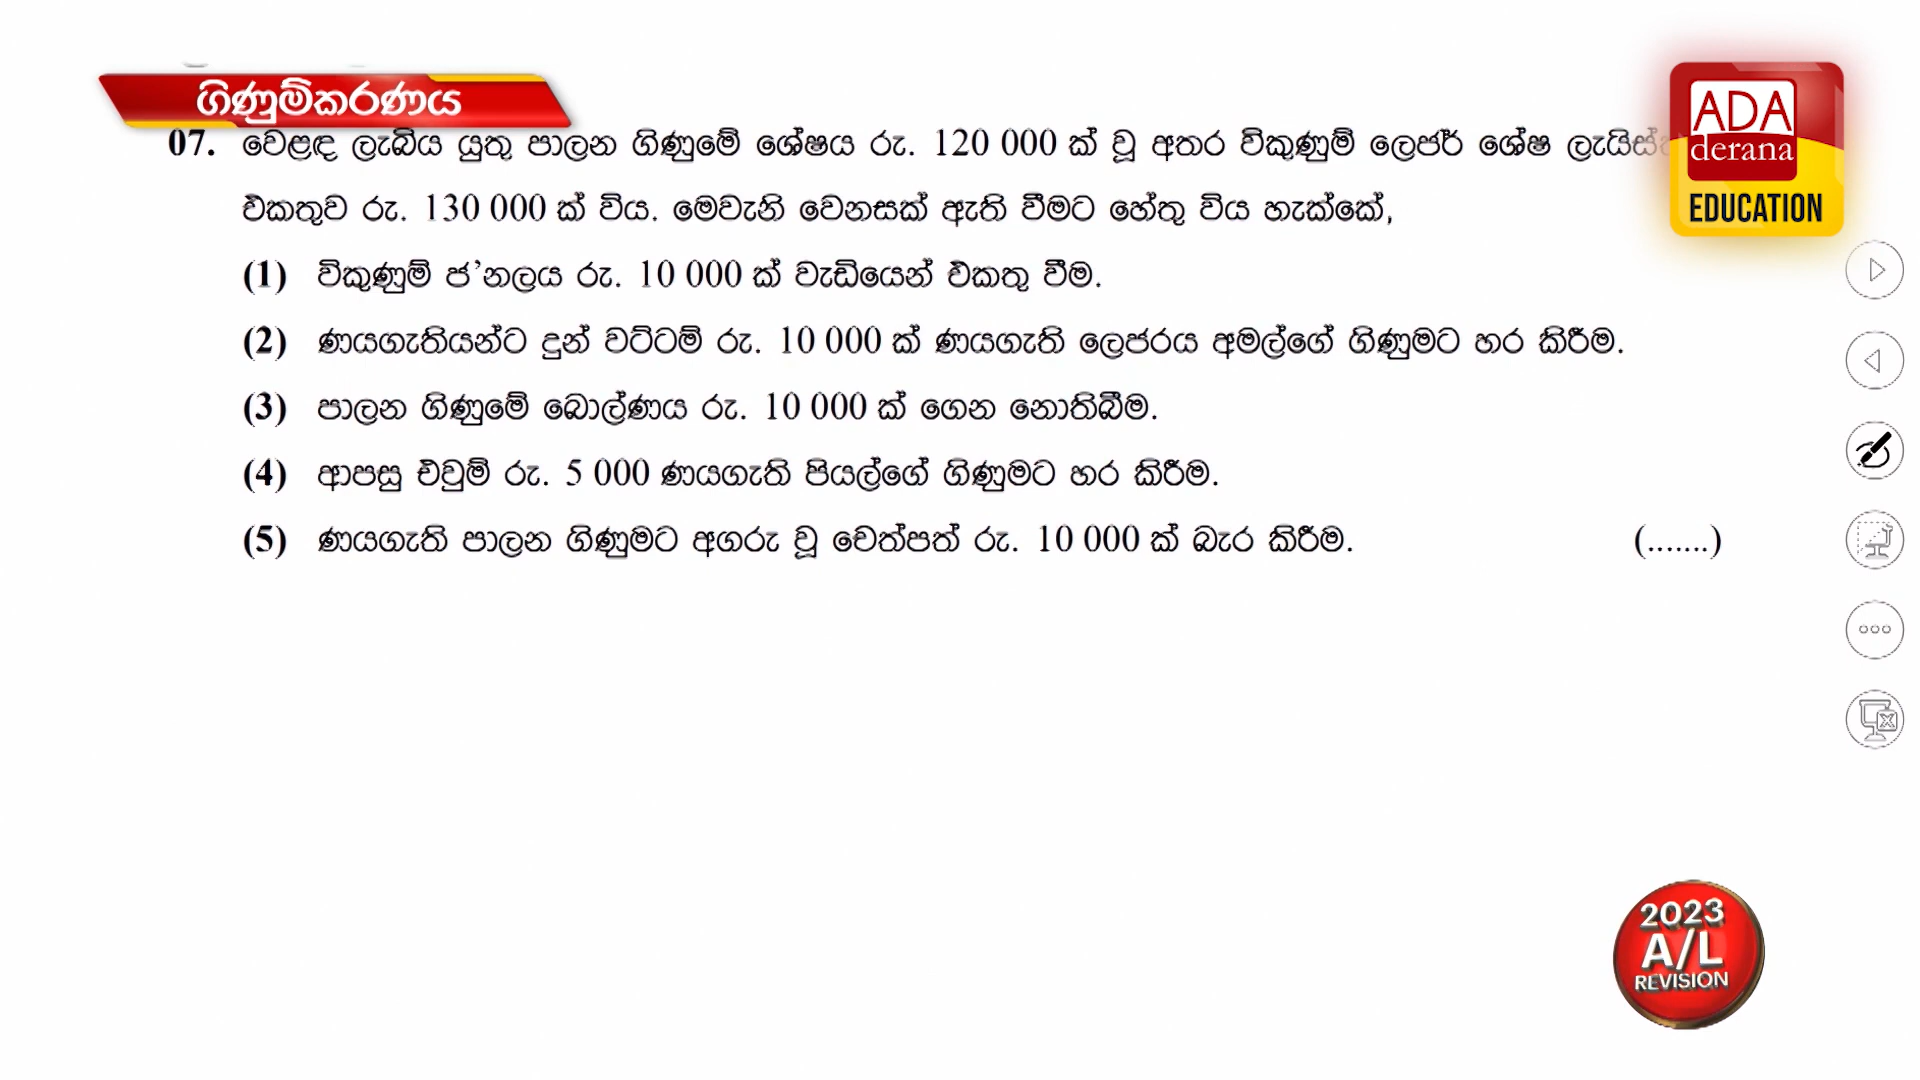 ගිණුම්කරණය
ADA
derana
EDUCATION
07. වෙළඳ ලැබිය යුතු පාලන ගිණුමේ ශේෂය රු. 120 000 ක් වූ අතර විකුණුම් ලෙජර් ශේෂ
එකතුව රු. 130 000 ක් විය. මෙවැනි වෙනසක් ඇති වීමට හේතු විය හැක්කේ,
(1) විකුණුම් ජ’නලය රු. 10 000 ක් වැඩියෙන් එකතු වීම.
(2) ණයගැතියන්ට දුන් වට්ටම් රු. 10 000 ක් ණයගැති ලෙජරය අමල්ගේ ගිණුමට හර කිරීම.
(3) පාලන ගිණුමේ බොල්ණය රු. 10 000 ක් ගෙන නොතිබීම.
(4) ආපසු එවුම් රු. 5 000 ණයගැති පියල්ගේ ගිණුමට හර කිරීම.
(5) ණයගැති පාලන ගිණුමට අගරු වූ චෙත්පත් රු. 10 000 ක් බැර කිරීම. (.......)
2023
A/L
REVISION